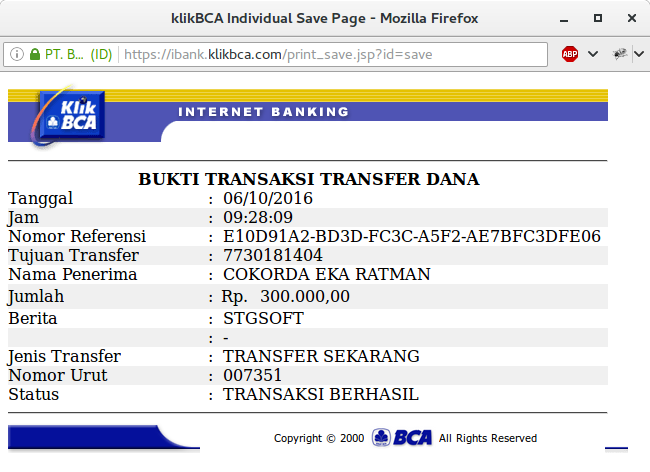 klikBCA Individual Save Page - Mozilla Firefox
PT. B... (ID) https://ibank.klikbca.com/print_save.jsp?id=save ABP
Klik BCA
INTERNET BANKING
BUKTI TRANSAKSI TRANSFER DANA
Tanggal : 06/10/2016
Jam : 09:28:09
Nomor Referensi : E10D91A2-BD3D-FC3C-A5F2-AE7BFC3DFE06
Tujuan Transfer : 7730181404
Nama Penerima : COKORDA EKA RATMAN
Jumlah : Rp. 300.000,00
Berita : STGSOFT
: -
Jenis Transfer : TRANSFER SEKARANG
Nomor Urut : 007351
Status : TRANSAKSI BERHASIL
Copyright © 2000 BCA All Rights Reserved